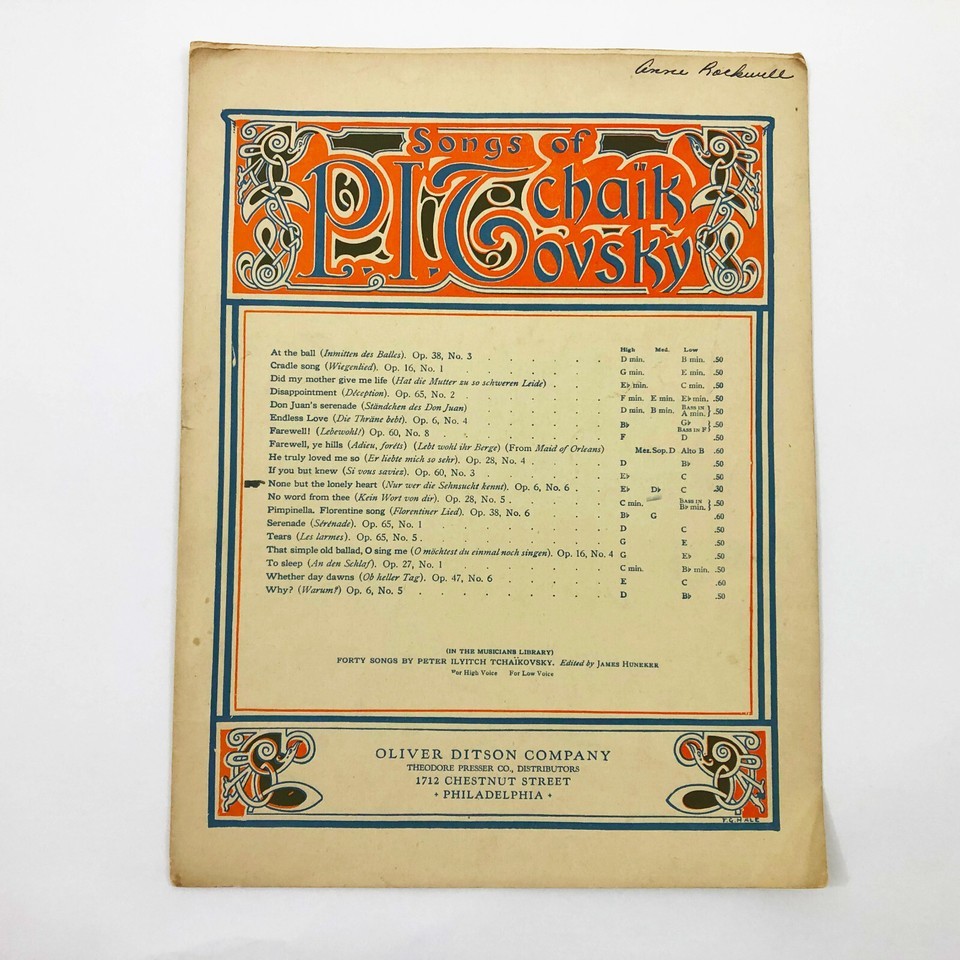 Anne Rockwell
Songs of
P. I. Tchaïk
ovsky
High Med. Low
At the ball (Inmitten des Balles). Op. 38, No. 3 . . . . . . D min. B min. .50
Cradle song (Wiegenlied). Op. 16, No. 1 . . . . . . G min. E min. .50
Did my mother give me life (Hat die Mutter zu so schweren Leide) . . E♭ min. C min. .50
Disappointment (Déception). Op. 65, No. 2 . . . . . . F min. E min. E♭ min. .50
Don Juan's serenade (Ständchen des Don Juan) . . . . . D min. B min. Bass in A min. } .50
Endless Love (Die Thräne bebt). Op. 6, No. 4 . . . . . B♭ G♭ Bass in F } .50
Farewell! (Lebewohl!) Op. 60, No. 8 . . . . . . F D .50
Farewell, ye hills (Adieu, forêts) (Lebt wohl ihr Berge) (From Maid of Orleans) Mez. Sop. D Alto B .60
He truly loved me so (Er liebte mich so sehr). Op. 28, No. 4 . . . . D B♭ .50
If you but knew (Si vous saviez). Op. 60, No. 3 . . . . . E♭ C .50
None but the lonely heart (Nur wer die Sehnsucht kennt). Op. 6, No. 6 . . E♭ D♭ C .30
No word from thee (Kein Wort von dir). Op. 28, No. 5 . . . . C min. Bass in B♭ min. } .50
Pimpinella. Florentine song (Florentiner Lied). Op. 38, No. 6 . . . B♭ G .60
Serenade (Sérénade). Op. 65, No. 1 . . . . . . D C .50
Tears (Les larmes). Op. 65, No. 5 . . . . . . G E .50
That simple old ballad, O sing me (O möchtest du einmal noch singen). Op. 16, No. 4 G E♭ .50
To sleep (An den Schlaf). Op. 27, No. 1 . . . . . . C min. B♭ min. .50
Whether day dawns (Ob heller Tag). Op. 47, No. 6 . . . . . E C .60
Why? (Warum?) Op. 6, No. 5 . . . . . . . D B♭ .50
(IN THE MUSICIANS LIBRARY)
FORTY SONGS BY PETER ILYITCH TCHAÏKOVSKY. Edited by JAMES HUNEKER
For High Voice For Low Voice
OLIVER DITSON COMPANY
THEODORE PRESSER CO., DISTRIBUTORS
1712 CHESTNUT STREET
• PHILADELPHIA •
F.G. HALE